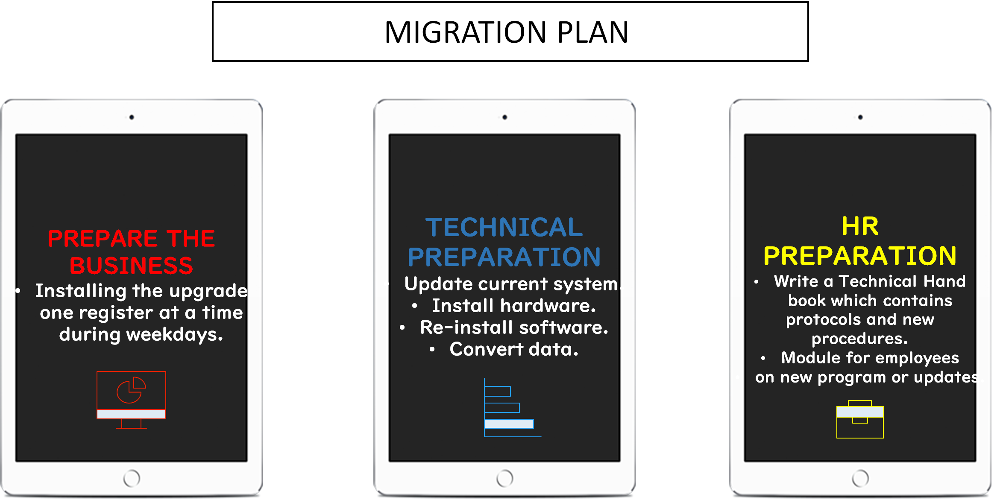 MIGRATION PLAN
PREPARE THE
BUSINESS
• Installing the upgrade
one register at a time
during weekdays.
TECHNICAL
PREPARATION
• Update current system.
• Install hardware.
• Re-install software.
• Convert data.
HR
PREPARATION
• Write a Technical Hand
book which contains
protocols and new
procedures.
• Module for employees
on new program or updates.